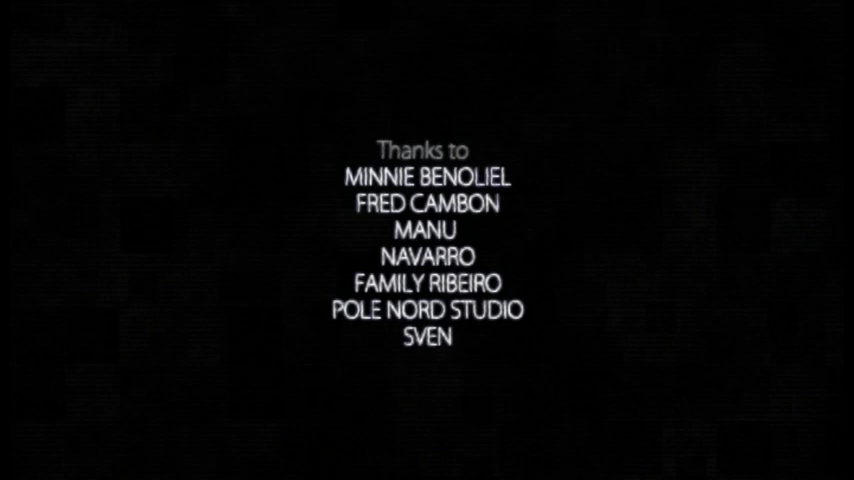 Thanks to
MINNIE BENOLIEL
FRED CAMBON
MANU
NAVARRO
FAMILY RIBEIRO
POLE NORD STUDIO
SVEN